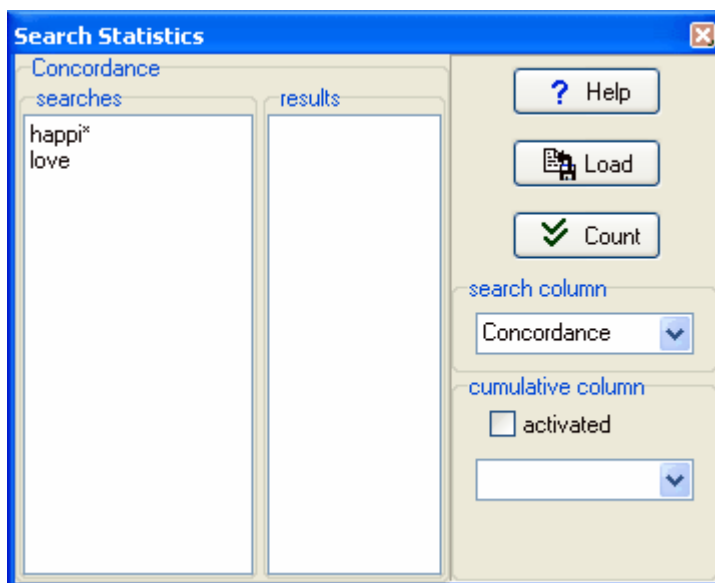 Search Statistics
Concordance
searches
results
happi*
love
? Help
Load
Count
search column
Concordance
cumulative column
activated